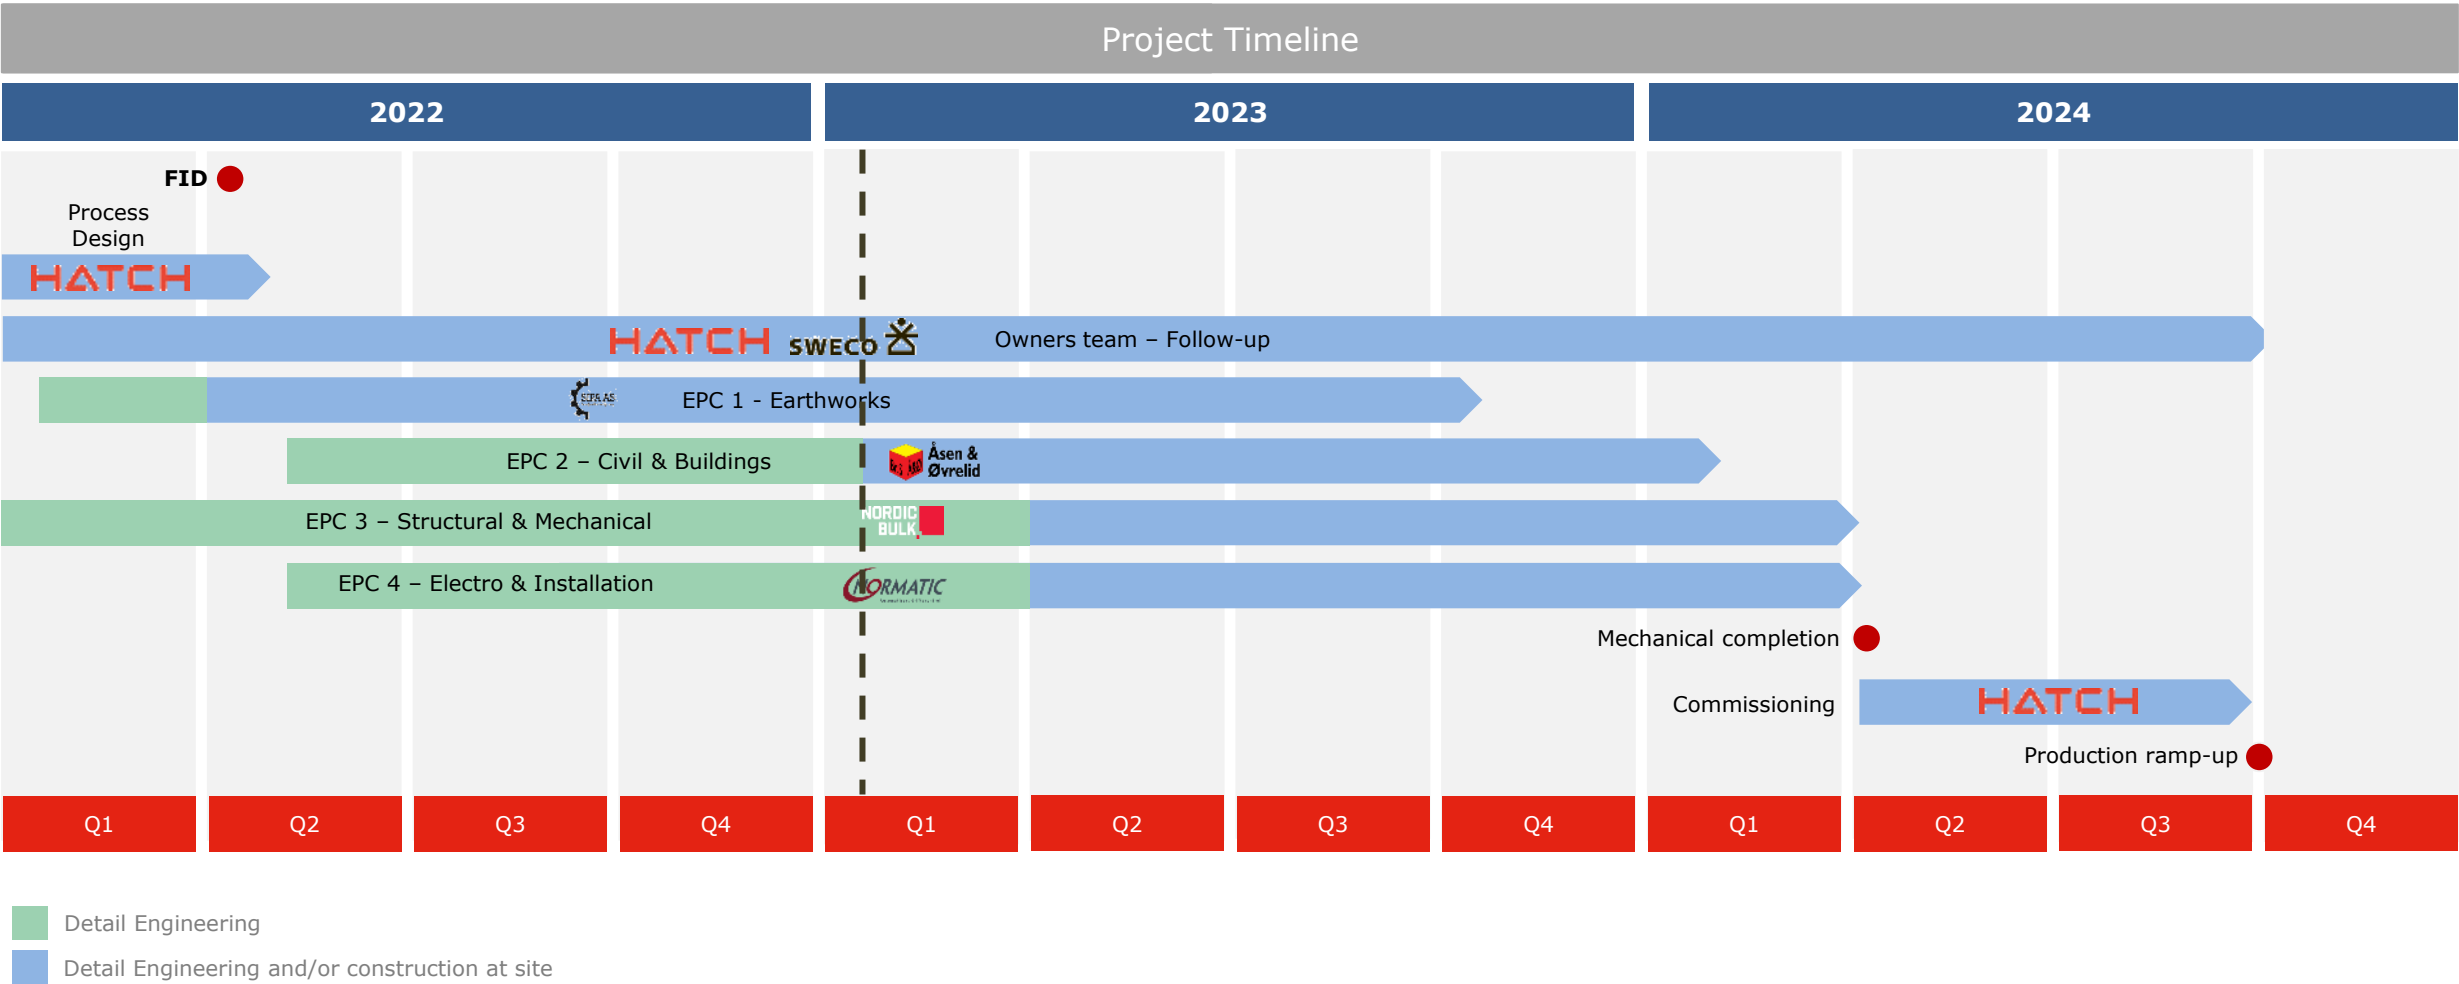 Project Timeline
2022
2023
2024
FID
Process
Design
HATCH
HATCH
SWECO
Owners team – Follow-up
EPC 1 - Earthworks
EPC 2 – Civil & Buildings
Åsen &
Øvrelid
EPC 3 – Structural & Mechanical
NORDIC
BULK
EPC 4 – Electro & Installation
NORMATIC
Mechanical completion
Commissioning
HATCH
Production ramp-up
Q1
Q2
Q3
Q4
Q1
Q2
Q3
Q4
Q1
Q2
Q3
Q4
Detail Engineering
Detail Engineering and/or construction at site